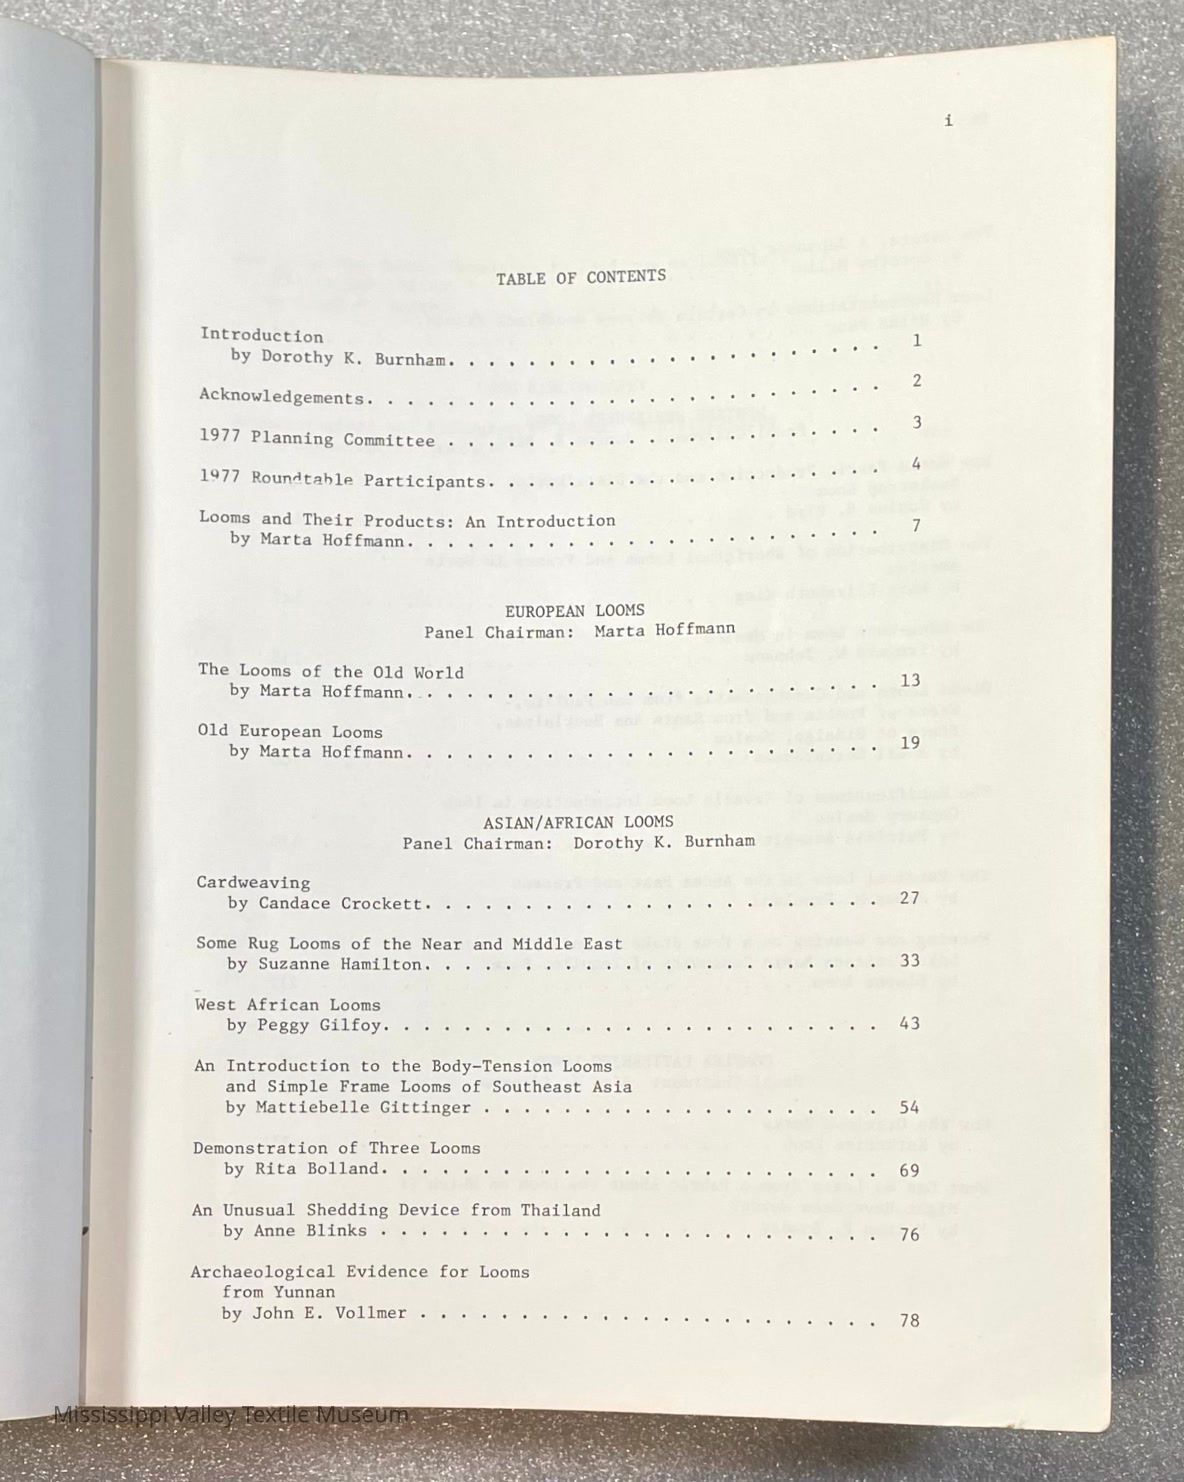 i
TABLE OF CONTENTS
Introduction
by Dorothy K. Burnham. . . . . . . . . . . . . . . . . . . . . . 1
Acknowledgements. . . . . . . . . . . . . . . . . . . . . . . . . . 2
1977 Planning Committee . . . . . . . . . . . . . . . . . . . . . . 3
1977 Roundtable Participants. . . . . . . . . . . . . . . . . . . . 4
Looms and Their Products: An Introduction
by Marta Hoffmann. . . . . . . . . . . . . . . . . . . . . . . . 7
EUROPEAN LOOMS
Panel Chairman: Marta Hoffmann
The Looms of the Old World
by Marta Hoffmann. . . . . . . . . . . . . . . . . . . . . . . . 13
Old European Looms
by Marta Hoffmann. . . . . . . . . . . . . . . . . . . . . . . . 19
ASIAN/AFRICAN LOOMS
Panel Chairman: Dorothy K. Burnham
Cardweaving
by Candace Crockett. . . . . . . . . . . . . . . . . . . . . . . 27
Some Rug Looms of the Near and Middle East
by Suzanne Hamilton. . . . . . . . . . . . . . . . . . . . . . . 33
West African Looms
by Peggy Gilfoy. . . . . . . . . . . . . . . . . . . . . . . . . 43
An Introduction to the Body-Tension Looms
and Simple Frame Looms of Southeast Asia
by Mattiebelle Gittinger . . . . . . . . . . . . . . . . . . . . 54
Demonstration of Three Looms
by Rita Bolland. . . . . . . . . . . . . . . . . . . . . . . . . 69
An Unusual Shedding Device from Thailand
by Anne Blinks . . . . . . . . . . . . . . . . . . . . . . . . . 76
Archaeological Evidence for Looms
from Yunnan
by John E. Vollmer . . . . . . . . . . . . . . . . . . . . . . . 78
Mississippi Valley Textile Museum